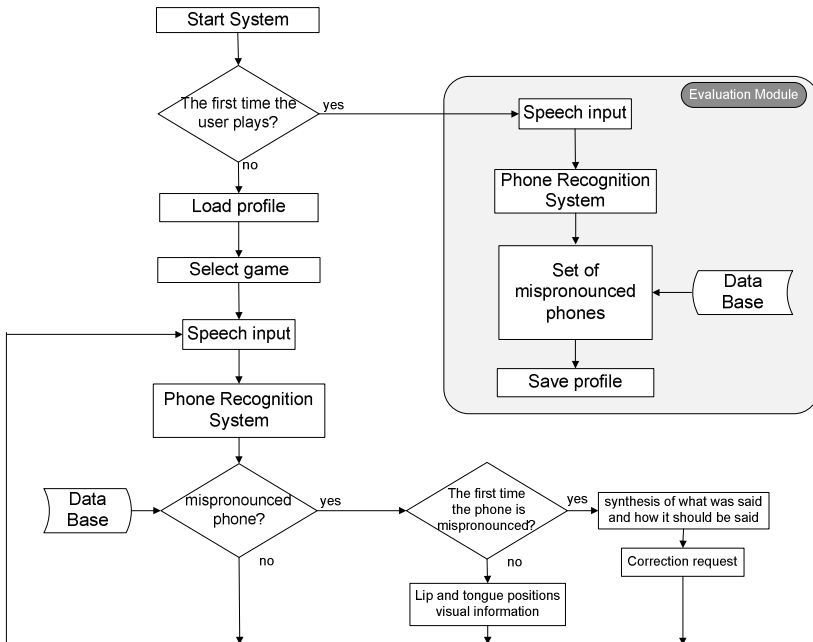 Start System
The first time the
user plays?
yes
no
Evaluation Module
Speech input
Phone Recognition
System
Set of
mispronounced
phones
Data
Base
Save profile
Load profile
Select game
Speech input
Phone Recognition
System
Data
Base
mispronounced
phone?
yes
no
The first time
the phone is
mispronounced?
yes
no
synthesis of what was said
and how it should be said
Correction request
Lip and tongue positions
visual information